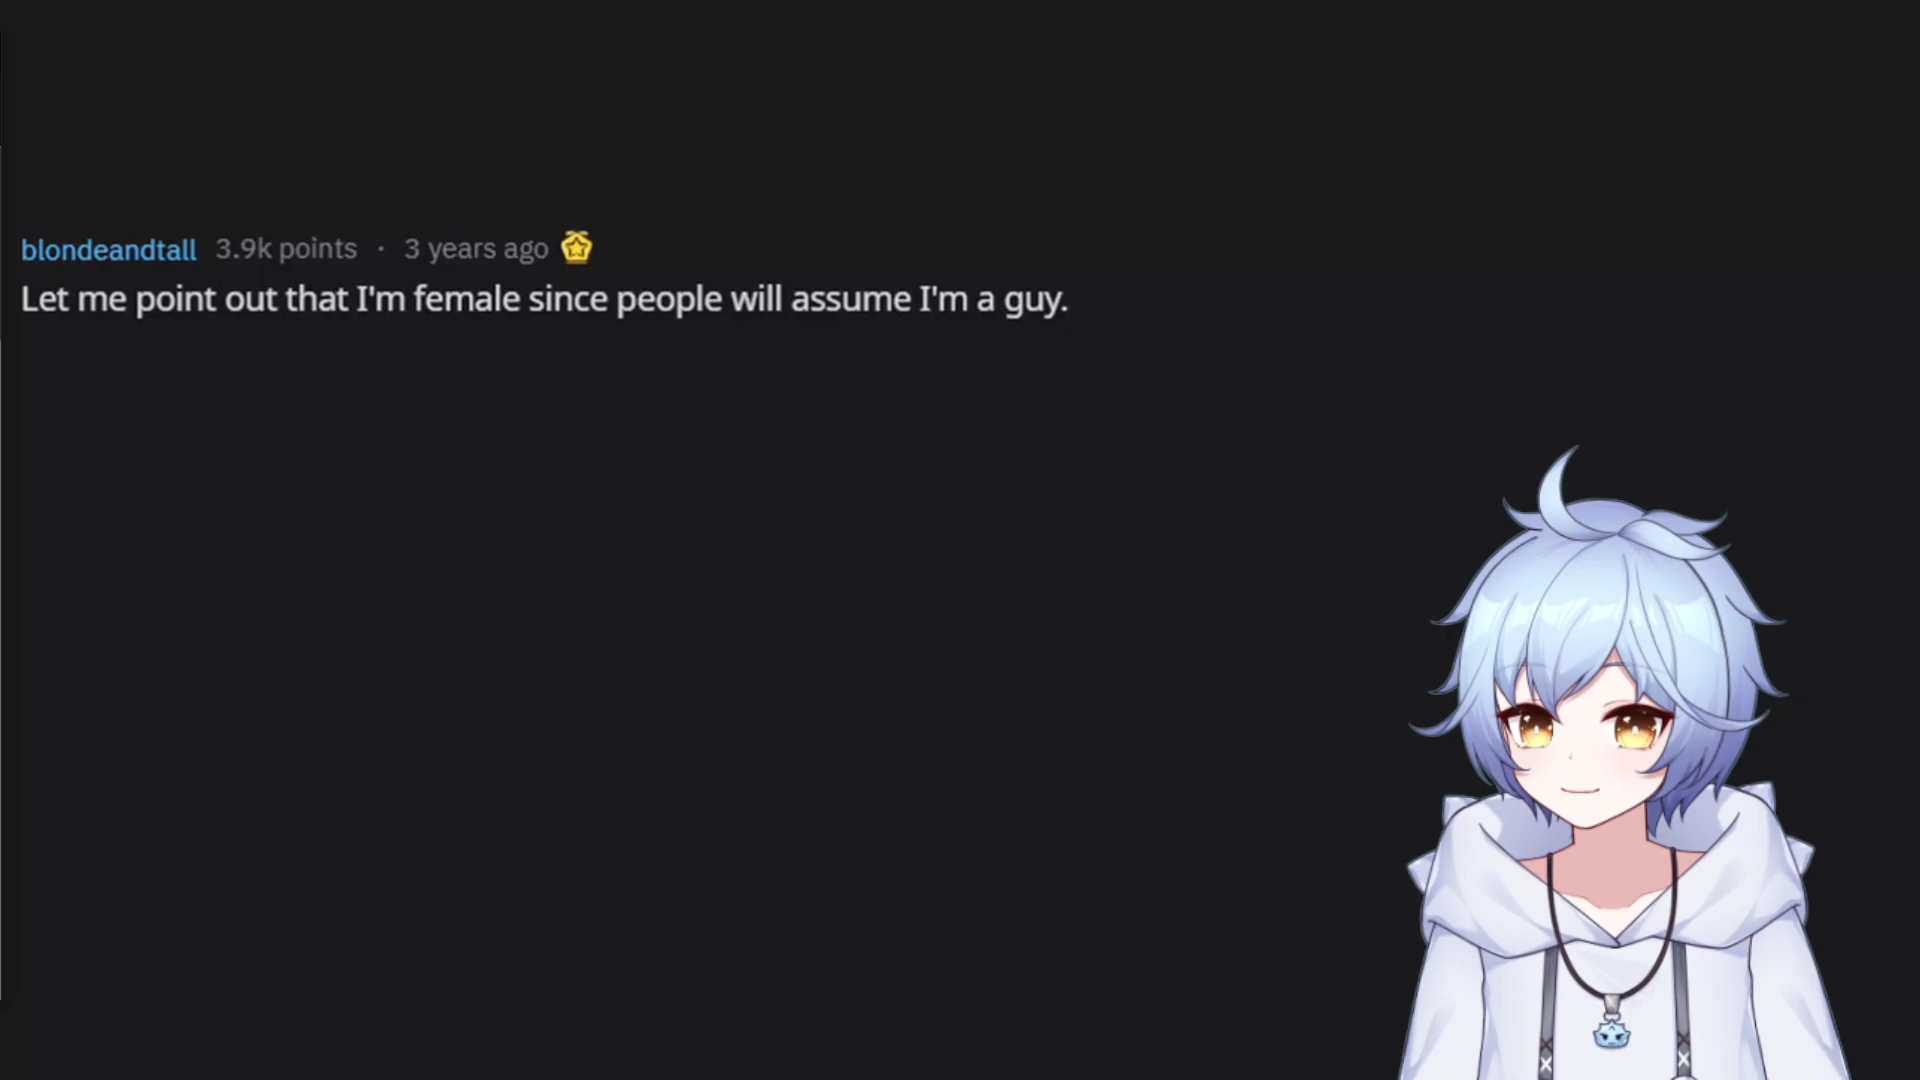 blondeandtall 3.9k points · 3 years ago
Let me point out that I'm female since people will assume I'm a guy.